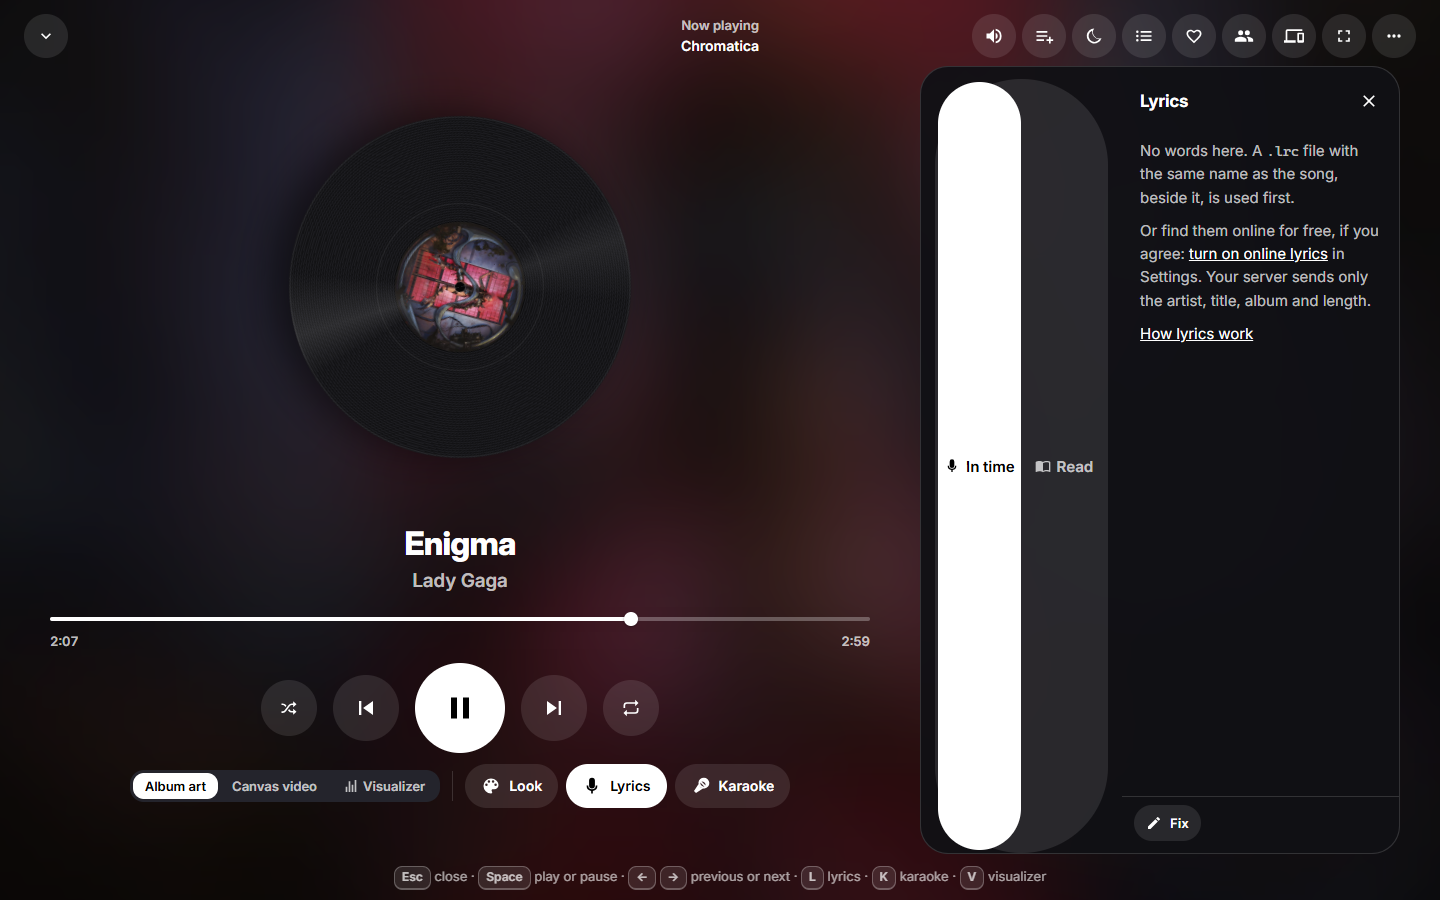 Now playing
Chromatica
Enigma
Lady Gaga
2:07
2:59
Album art
Canvas video
Visualizer
Look
Lyrics
Karaoke
In time
Read
Lyrics
No words here. A .lrc file with
the same name as the song,
beside it, is used first.
Or find them online for free, if you
agree: turn on online lyrics in
Settings. Your server sends only
the artist, title, album and length.
How lyrics work
Fix
Esc close · Space play or pause · ← → previous or next · L lyrics · K karaoke · V visualizer